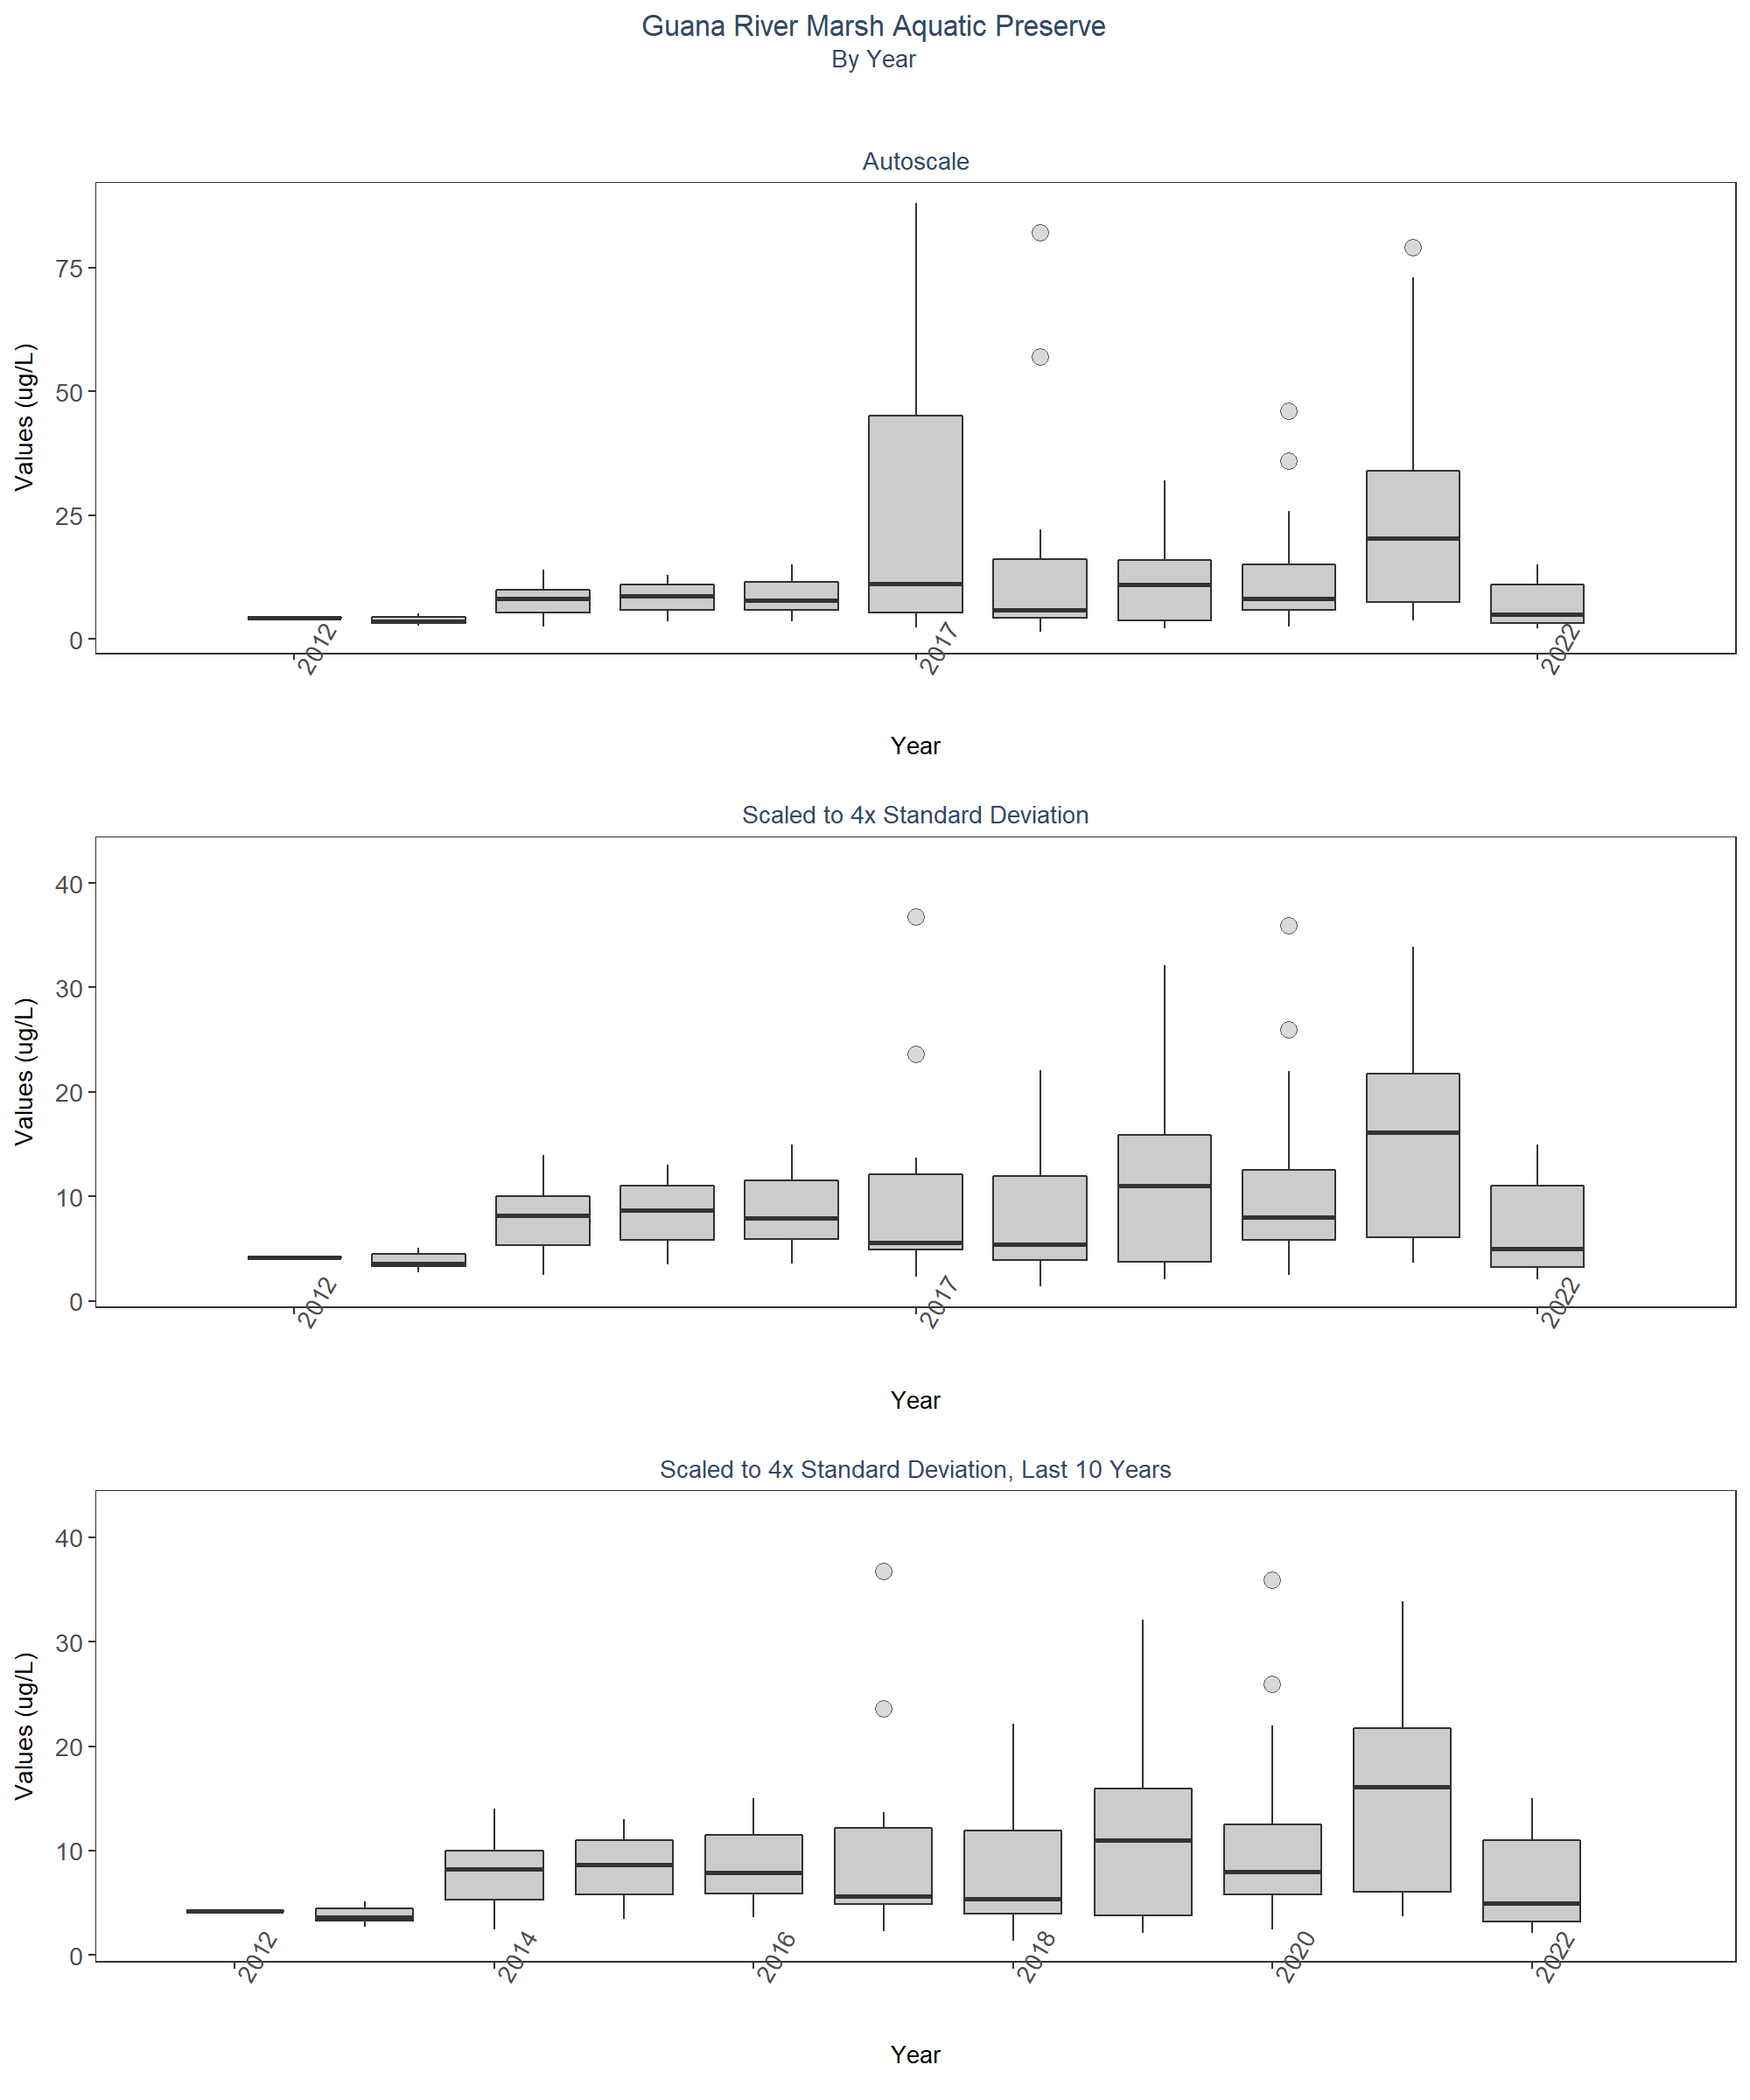 Guana River Marsh Aquatic Preserve
By Year
Autoscale
Values (ug/L)
75
50
25
0
2012
2017
2022
Year
Scaled to 4x Standard Deviation
Values (ug/L)
40
30
20
10
0
2012
2017
2022
Year
Scaled to 4x Standard Deviation, Last 10 Years
Values (ug/L)
40
30
20
10
0
2012
2014
2016
2018
2020
2022
Year